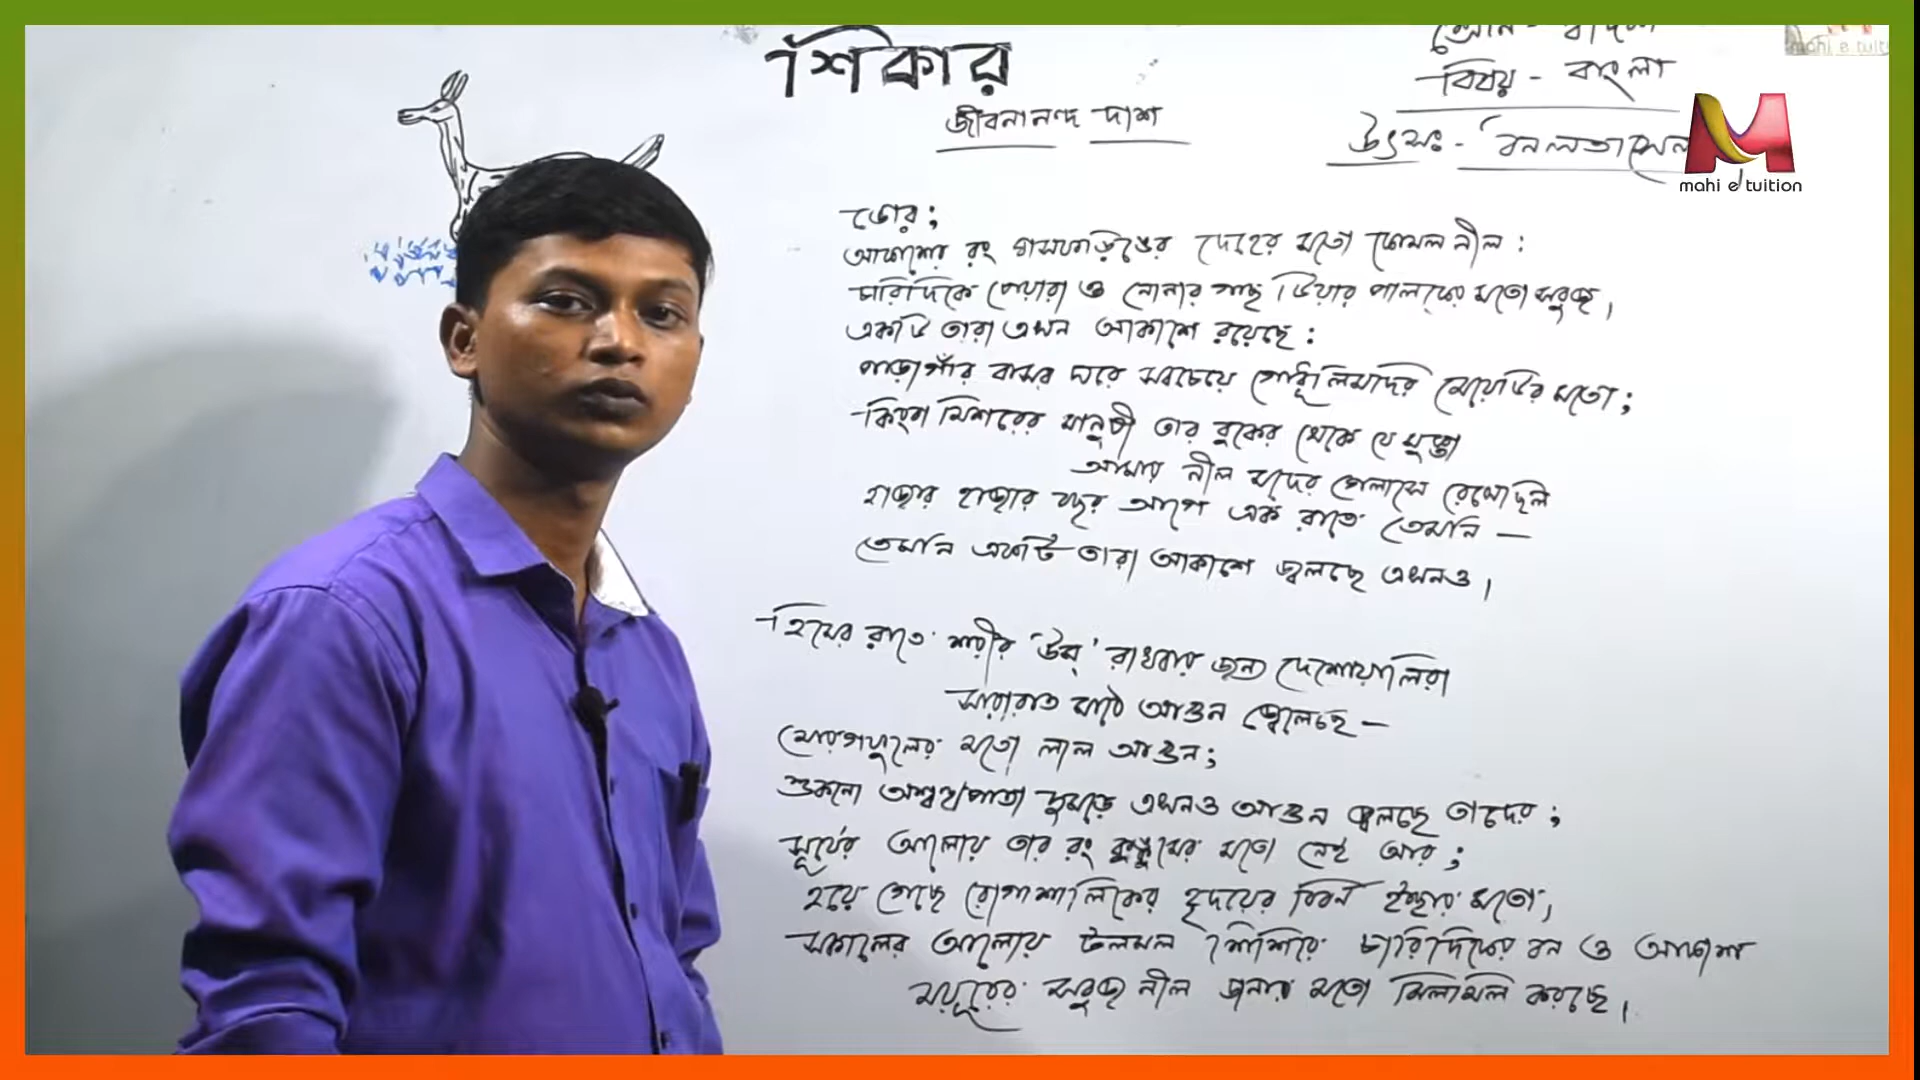 শিকার
জীবনানন্দ দাশ
বিষয় - বাংলা
উৎসঃ - 'বনলতাসেন
mahi e tuition
ভোর;
আকাশের রং ঘাসফড়িঙের দেহের মতো কোমল নীল:
চারিদিকে পেয়ারা ও নোনার গাছ টিয়ার পালকের মতো সবুজ,
একটি তারা এখন আকাশে রয়েছে:
পাড়াগাঁর বাসর ঘরে সবচেয়ে গোধূলিমদির মেয়েটির মতো;
কিংবা মিশরের মানুষী তার বুকের থেকে যে মুক্তা
আমার নীল মদের গেলাসে রেখেছিল
হাজার হাজার বছর আগে এক রাতে তেমনি —
তেমনি একটি তারা আকাশে জ্বলছে এখনও।
হিমের রাতে শরীর 'উম্' রাখবার জন্য দেশোয়ালিরা
সারারাত মাঠে আগুন জ্বেলেছে —
মোরগফুলের মতো লাল আগুন;
শুকনো অশ্বত্থপাতা দুমড়ে এখনও আগুন জ্বলছে তাদের;
সূর্যের আলোয় তার রং কুঙ্কুমের মতো নেই আর;
হয়ে গেছে রোগা শালিকের হৃদয়ের বিবর্ণ ইচ্ছার মতো,
সকালের আলোয় টলমল শিশিরে চারিদিকের বন ও আকাশ
ময়ূরের সবুজ নীল ডানার মতো ঝিলমিল করছে।